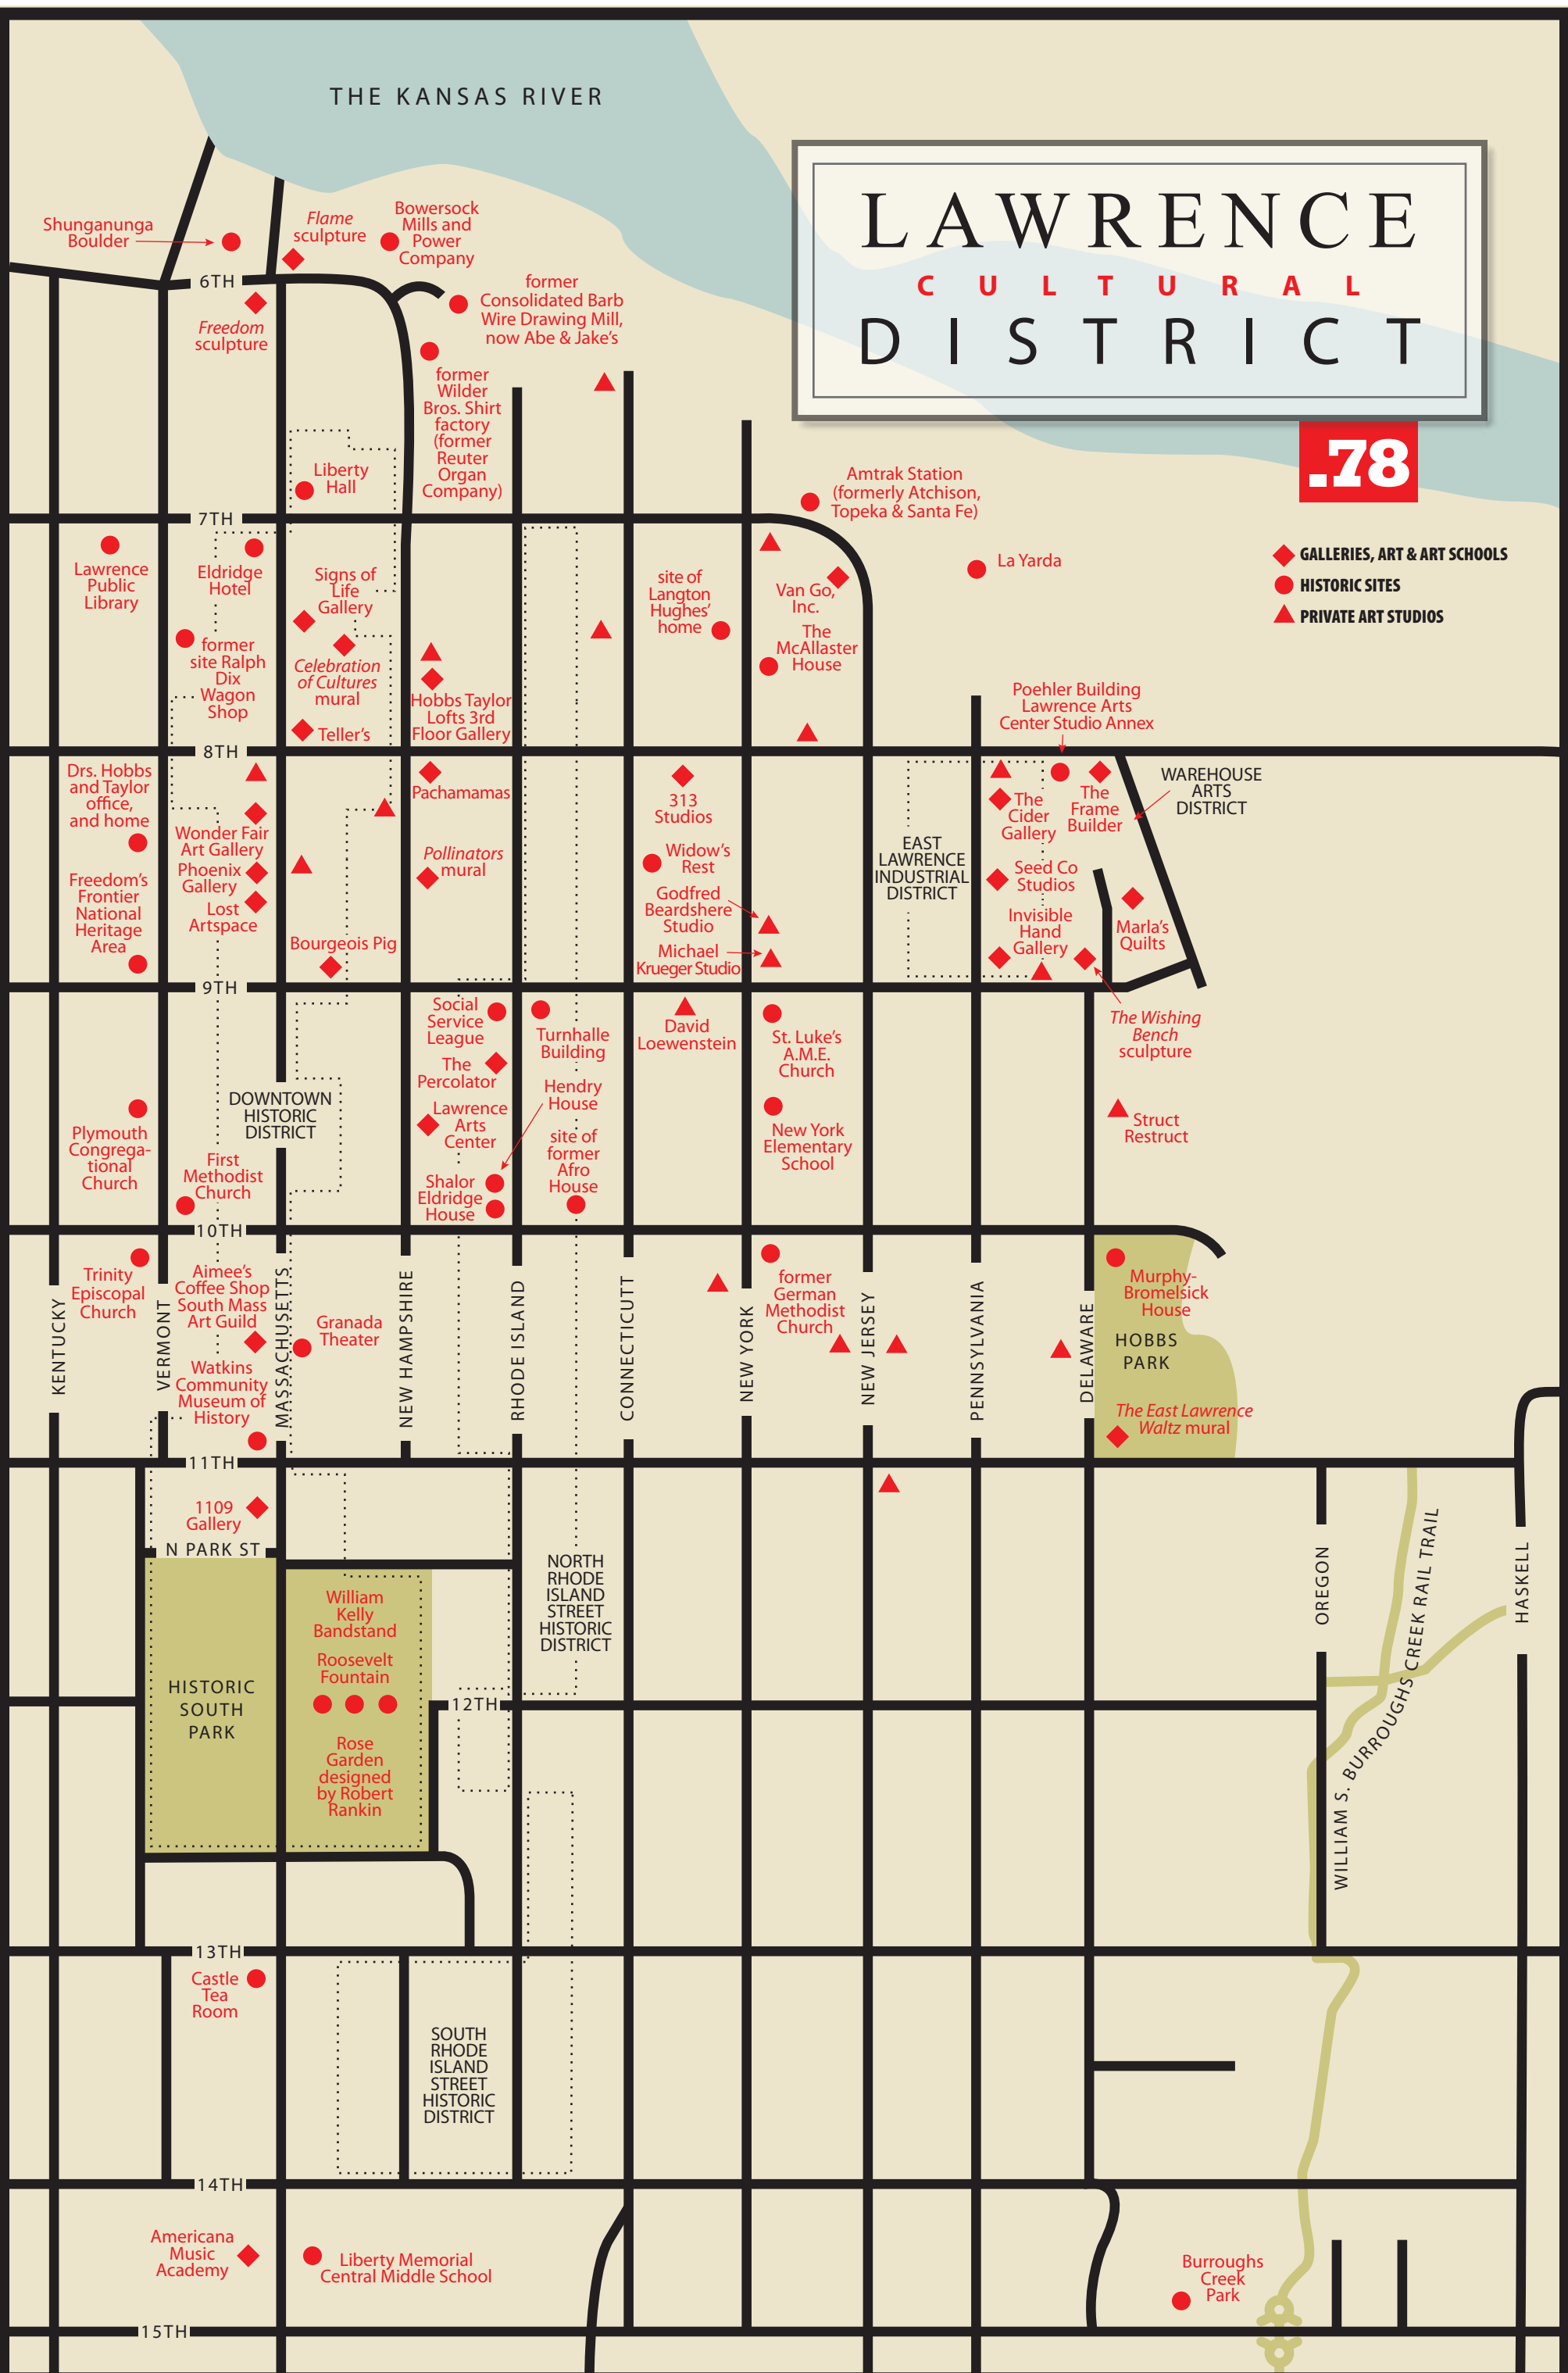 THE KANSAS RIVER
LAWRENCE
CULTURAL
DISTRICT
.78
GALLERIES, ART & ART SCHOOLS
HISTORIC SITES
PRIVATE ART STUDIOS
Shunganunga
Boulder
Flame
sculpture
Bowersock
Mills and
Power
Company
6TH
Freedom
sculpture
former
Consolidated Barb
Wire Drawing Mill,
now Abe & Jake's
former
Wilder
Bros. Shirt
factory
(former
Reuter
Organ
Company)
Liberty
Hall
Amtrak Station
(formerly Atchison,
Topeka & Santa Fe)
7TH
Lawrence
Public
Library
Eldridge
Hotel
Signs of
Life
Gallery
former
site Ralph
Dix
Wagon
Shop
Celebration
of Cultures
mural
Teller's
Hobbs Taylor
Lofts 3rd
Floor Gallery
site of
Langton
Hughes'
home
Van Go,
Inc.
The
McAllaster
House
La Yarda
Poehler Building
Lawrence Arts
Center Studio Annex
8TH
Drs. Hobbs
and Taylor
office,
and home
Wonder Fair
Art Gallery
Phoenix
Gallery
Lost
Artspace
Freedom's
Frontier
National
Heritage
Area
Bourgeois Pig
Pachamamas
Pollinators
mural
313
Studios
Widow's
Rest
Godfred
Beardshere
Studio
Michael
Krueger Studio
EAST
LAWRENCE
INDUSTRIAL
DISTRICT
The
Cider
Gallery
The
Frame
Builder
WAREHOUSE
ARTS
DISTRICT
Seed Co
Studios
Invisible
Hand
Gallery
Marla's
Quilts
9TH
Social
Service
League
The
Percolator
Lawrence
Arts
Center
Shalor
Eldridge
House
Turnhalle
Building
Hendry
House
site of
former
Afro
House
David
Loewenstein
St. Luke's
A.M.E.
Church
New York
Elementary
School
The Wishing
Bench
sculpture
Struct
Restruct
DOWNTOWN
HISTORIC
DISTRICT
Plymouth
Congrega-
tional
Church
First
Methodist
Church
10TH
Trinity
Episcopal
Church
Aimee's
Coffee Shop
South Mass
Art Guild
Watkins
Community
Museum of
History
Granada
Theater
former
German
Methodist
Church
Murphy-
Bromelsick
House
HOBBS
PARK
The East Lawrence
Waltz mural
KENTUCKY
VERMONT
MASSACHUSETTS
NEW HAMPSHIRE
RHODE ISLAND
CONNECTICUTT
NEW YORK
NEW JERSEY
PENNSYLVANIA
DELAWARE
11TH
1109
Gallery
N PARK ST
HISTORIC
SOUTH
PARK
William
Kelly
Bandstand
Roosevelt
Fountain
Rose
Garden
designed
by Robert
Rankin
NORTH
RHODE
ISLAND
STREET
HISTORIC
DISTRICT
12TH
OREGON
WILLIAM S. BURROUGHS CREEK RAIL TRAIL
HASKELL
13TH
Castle
Tea
Room
SOUTH
RHODE
ISLAND
STREET
HISTORIC
DISTRICT
14TH
Americana
Music
Academy
Liberty Memorial
Central Middle School
Burroughs
Creek
Park
15TH